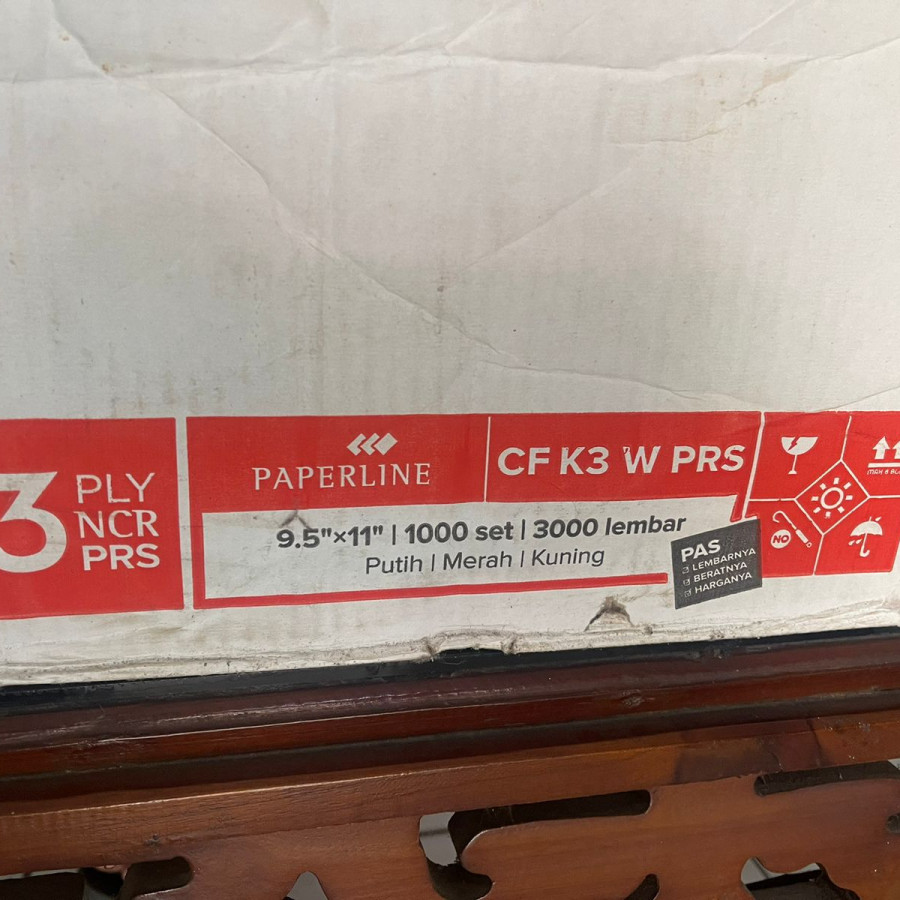 3 PLY
NCR
PRS
PAPERLINE
CF K3 W PRS
9.5"×11" | 1000 set | 3000 lembar
Putih | Merah | Kuning
PAS
☑ LEMBARNYA
☑ BERATNYA
☑ HARGANYA
NO